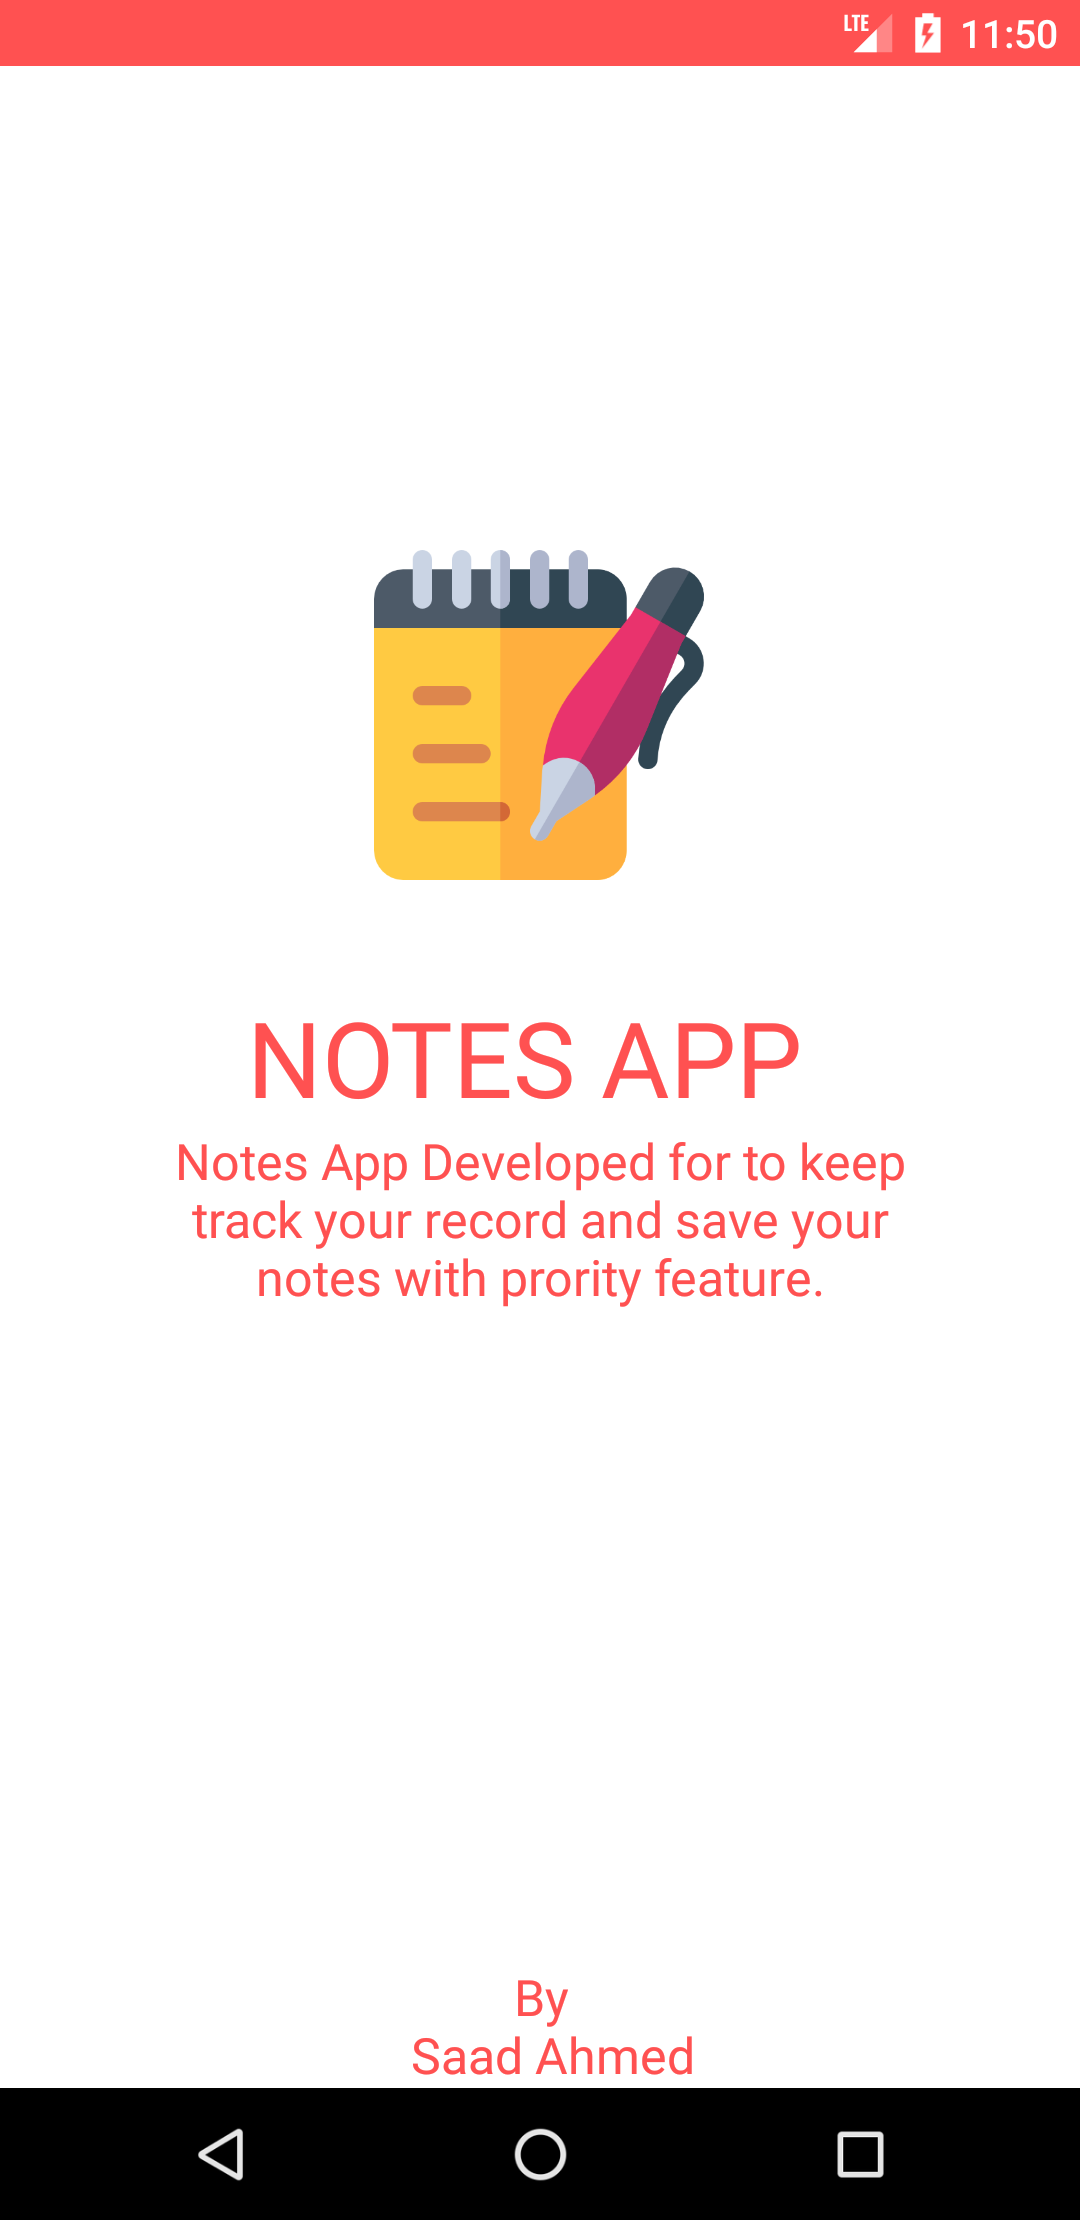 LTE 11:50
NOTES APP
Notes App Developed for to keep
track your record and save your
notes with prority feature.
By
Saad Ahmed